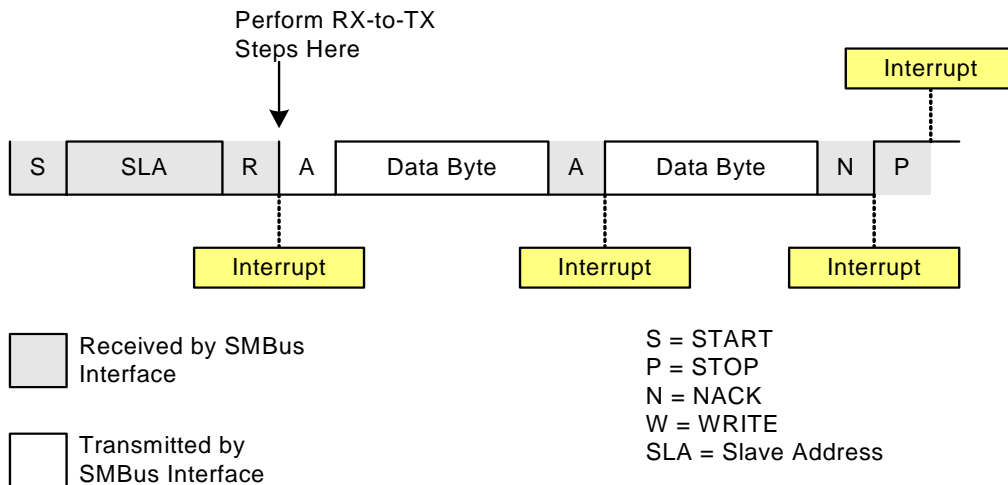 Perform RX-to-TX
Steps Here
Interrupt
S SLA R A Data Byte A Data Byte N P
Interrupt Interrupt Interrupt
Received by SMBus
Interface
Transmitted by
SMBus Interface
S = START
P = STOP
N = NACK
W = WRITE
SLA = Slave Address